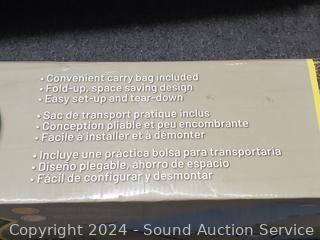 • Convenient carry bag included
• Fold-up, space saving design
• Easy set-up and tear-down
• Sac de transport pratique inclus
• Conception pliable et peu encombrante
• Facile à installer et à démonter
• Incluye una práctica bolsa para transportarla
• Diseño plegable, ahorro de espacio
• Fácil de configurar y desmontar
Copyright 2024 - Sound Auction Service